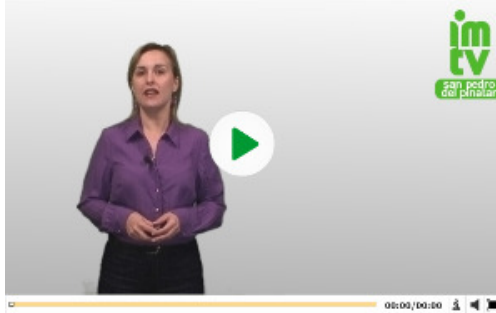 im
tv
san pedro
del pinatar
00:00/00:00